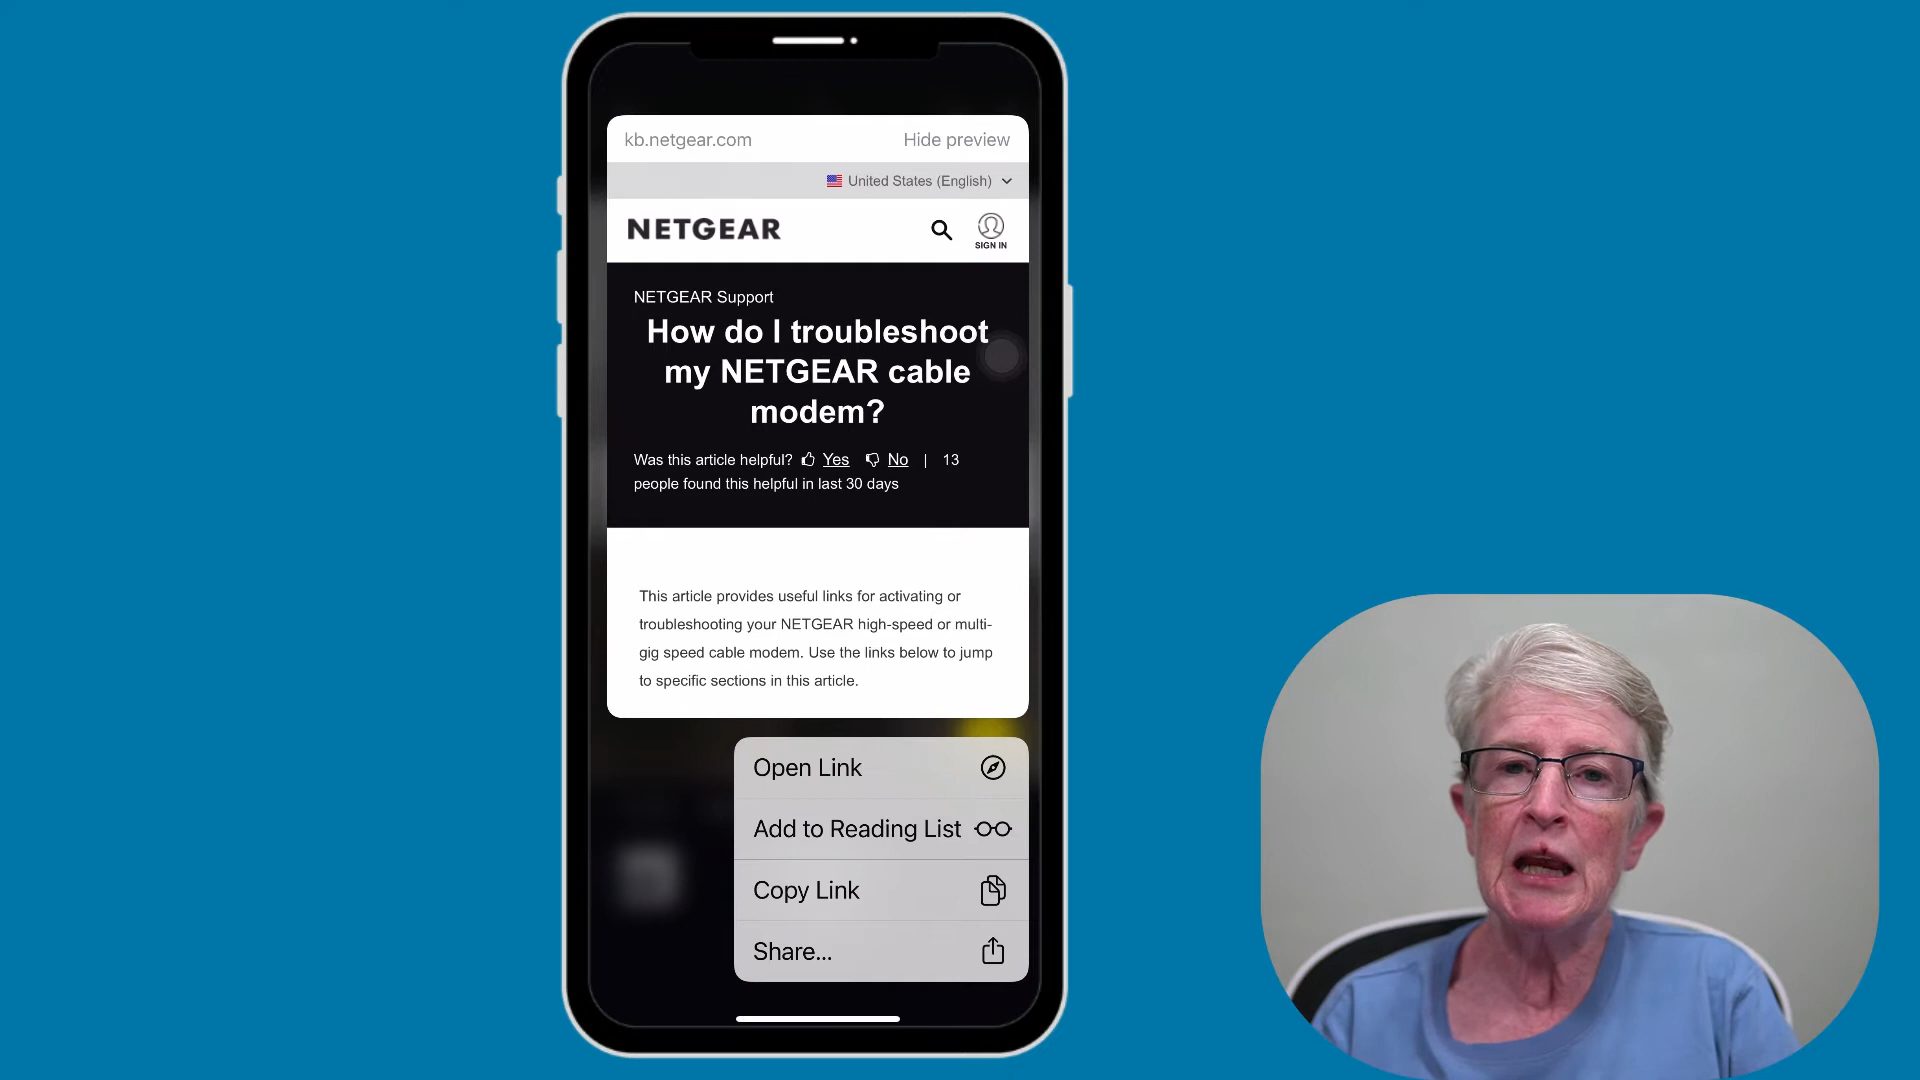 kb.netgear.com Hide preview
United States (English)
NETGEAR
SIGN IN
NETGEAR Support
How do I troubleshoot
my NETGEAR cable
modem?
Was this article helpful? Yes No | 13
people found this helpful in last 30 days
This article provides useful links for activating or
troubleshooting your NETGEAR high-speed or multi-
gig speed cable modem. Use the links below to jump
to specific sections in this article.
Open Link
Add to Reading List
Copy Link
Share...